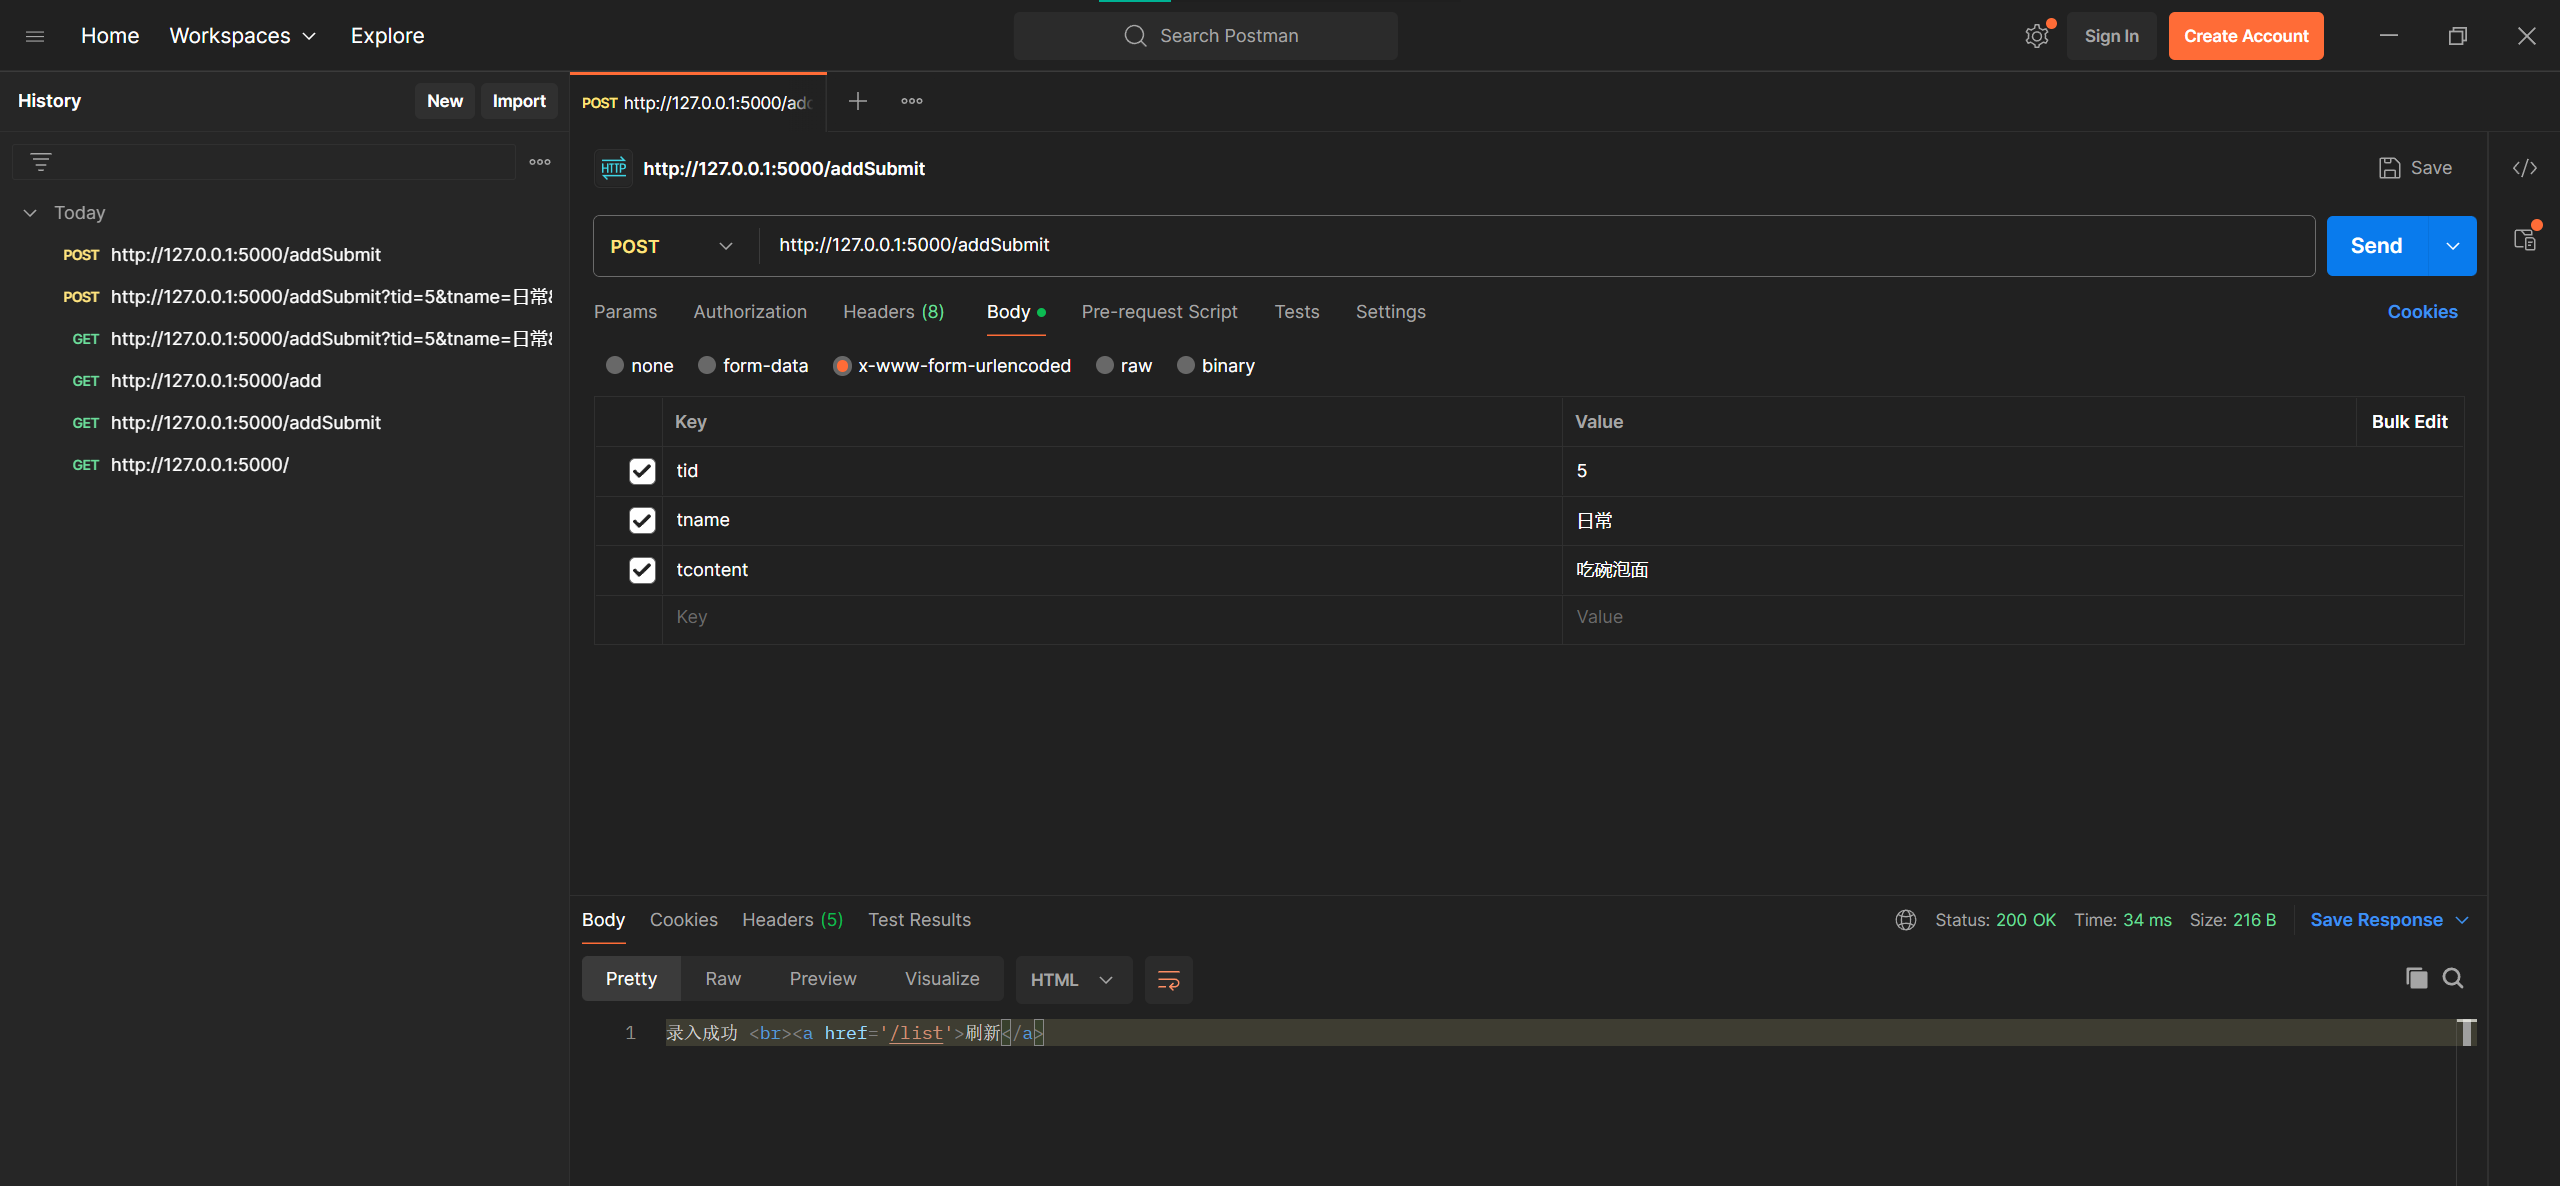 Home Workspaces Explore Search Postman Sign In Create Account
History New Import
POST http://127.0.0.1:5000/add
HTTP http://127.0.0.1:5000/addSubmit Save
Today
POST http://127.0.0.1:5000/addSubmit
POST http://127.0.0.1:5000/addSubmit?tid=5&tname=日常&
GET http://127.0.0.1:5000/addSubmit?tid=5&tname=日常&
GET http://127.0.0.1:5000/add
GET http://127.0.0.1:5000/addSubmit
GET http://127.0.0.1:5000/
POST http://127.0.0.1:5000/addSubmit Send
Params Authorization Headers (8) Body Pre-request Script Tests Settings Cookies
none form-data x-www-form-urlencoded raw binary
Key Value Bulk Edit
tid 5
tname 日常
tcontent 吃碗泡面
Key Value
Body Cookies Headers (5) Test Results Status: 200 OK Time: 34 ms Size: 216 B Save Response
Pretty Raw Preview Visualize HTML
1 录入成功 <br><a href='/list'>刷新</a>